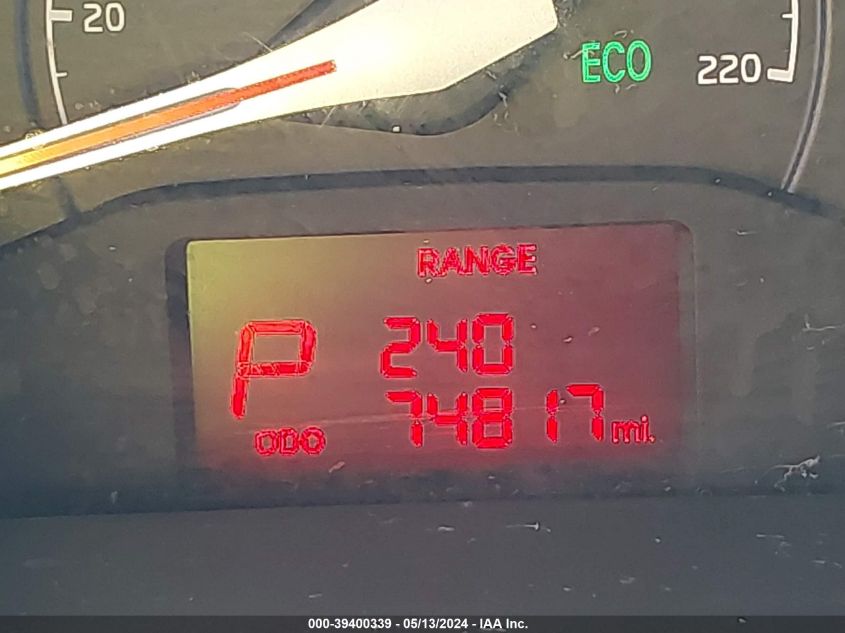 20
ECO
220
RANGE
P 240
ODO 74817 mi.
000-39400339 - 05/13/2024 - IAA Inc.